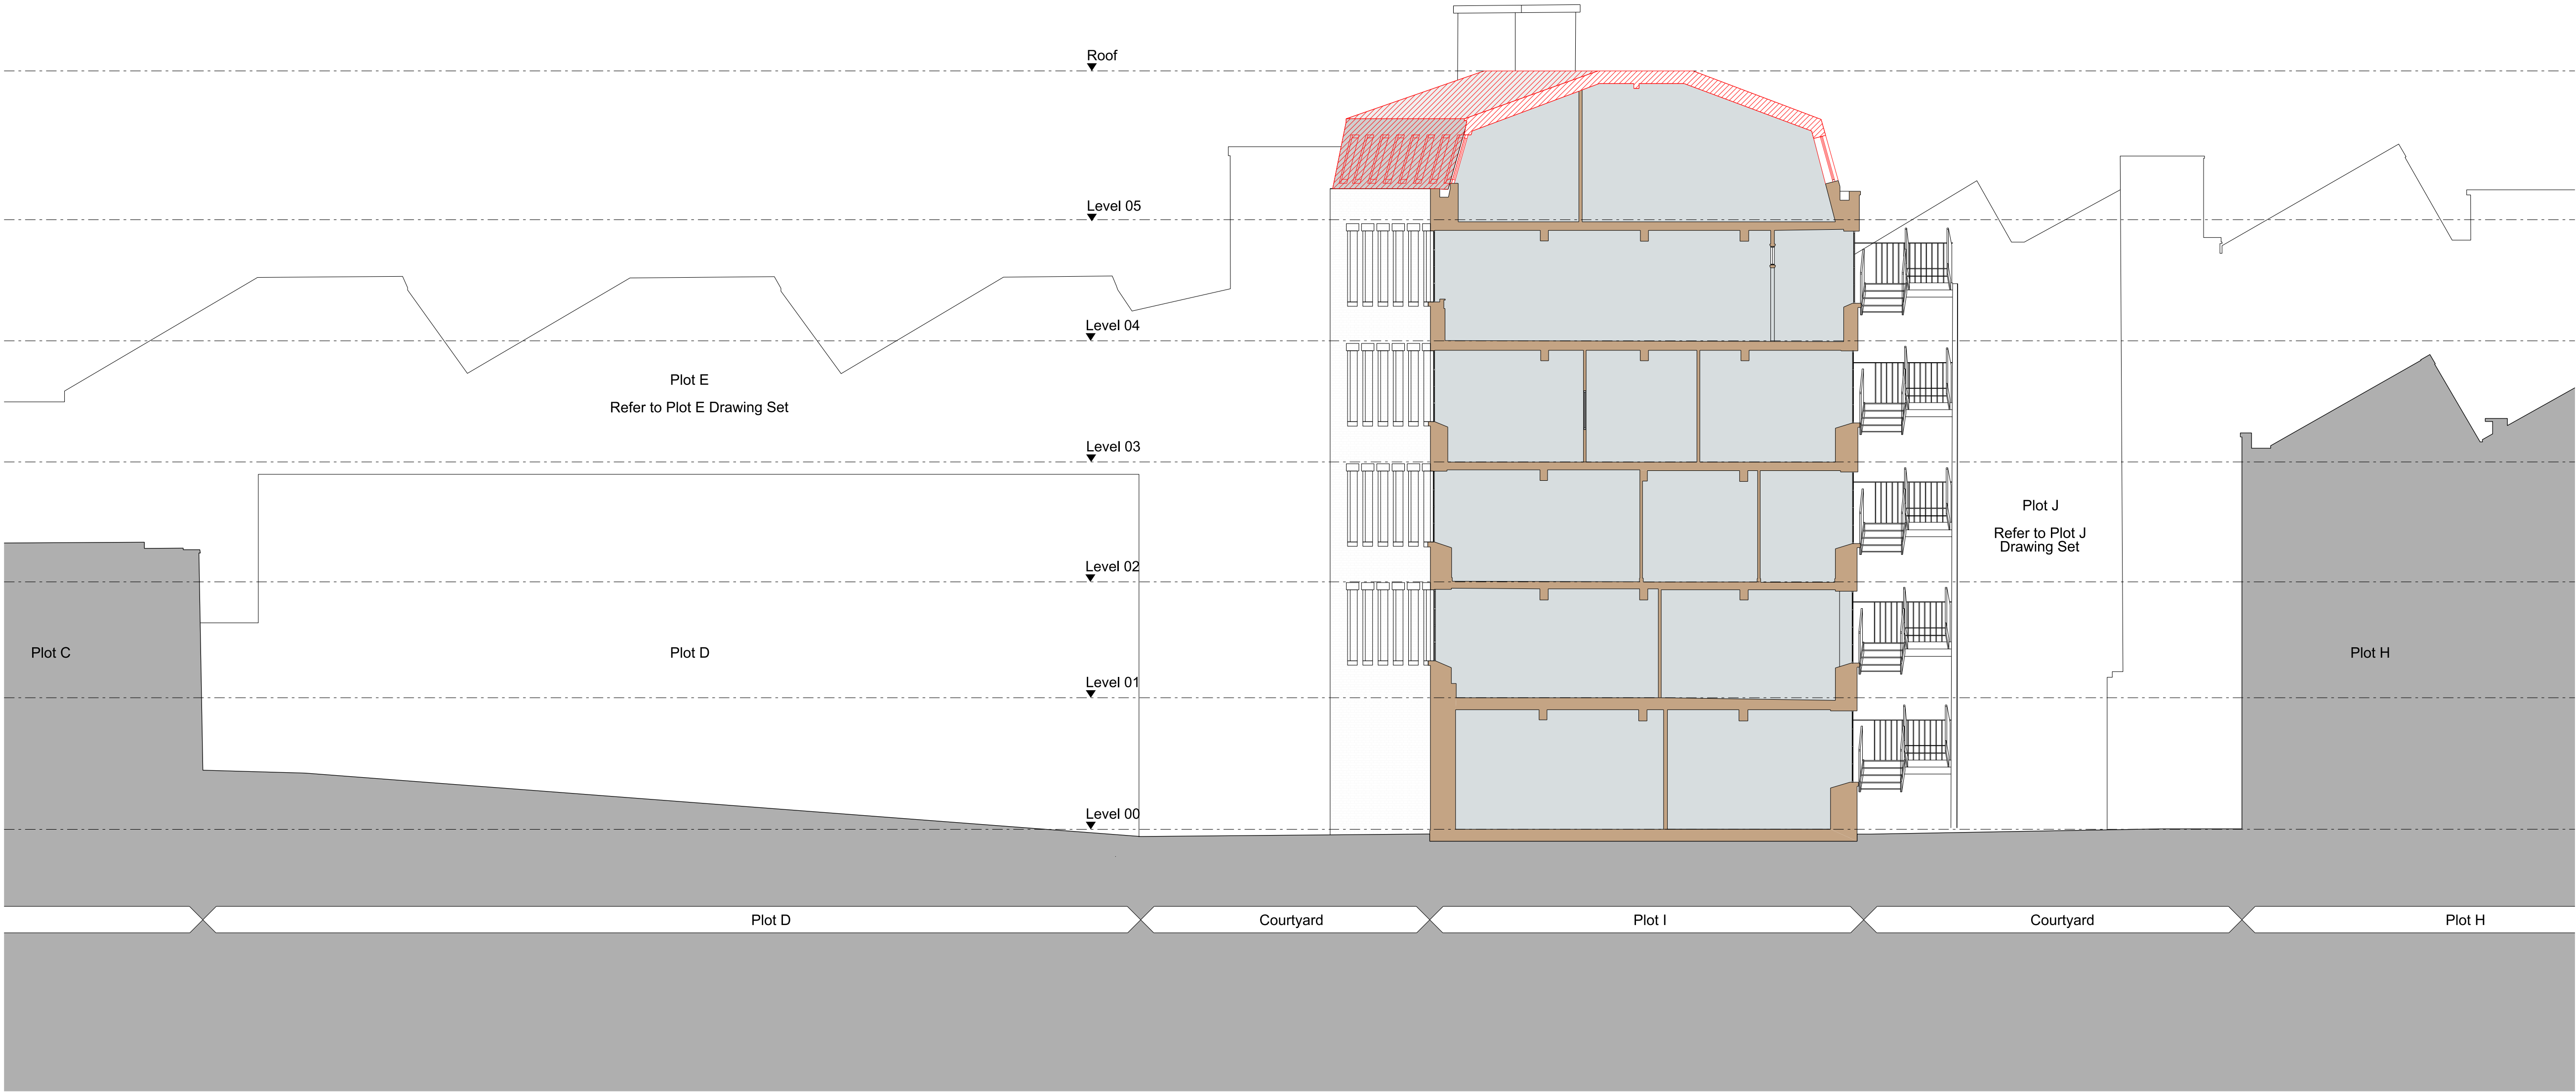 Roof
Level 05
Level 04
Plot E
Refer to Plot E Drawing Set
Level 03
Plot J
Refer to Plot J
Drawing Set
Level 02
Plot C
Plot D
Plot H
Level 01
Level 00
Plot D
Courtyard
Plot I
Courtyard
Plot H